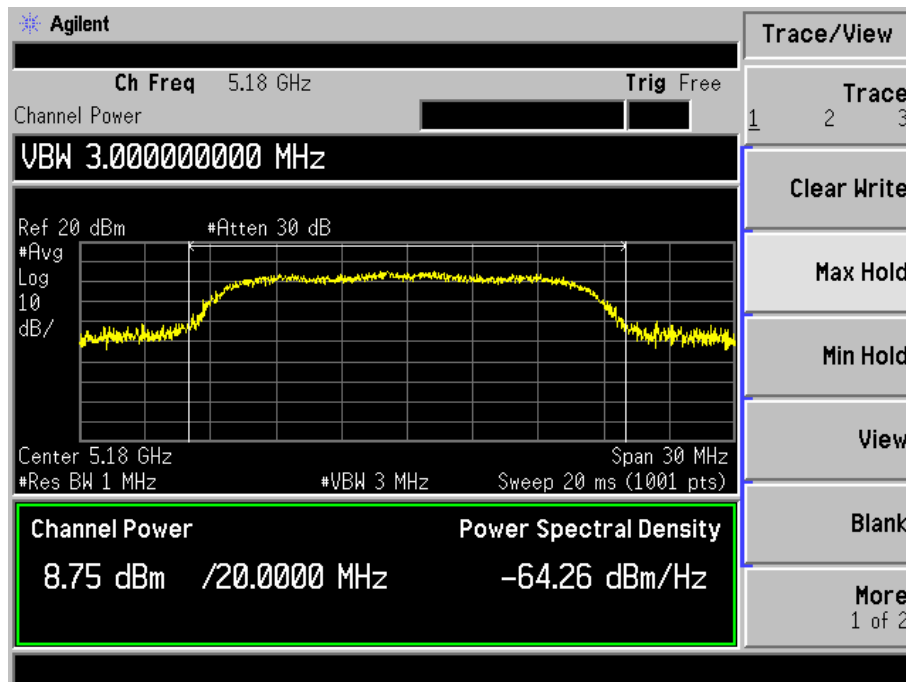 Agilent
Trace/View
Ch Freq 5.18 GHz Trig Free
Channel Power
Trace
1 2 3
VBW 3.000000000 MHz
Clear Write
Ref 20 dBm #Atten 30 dB
#Avg
Log
10
dB/
Max Hold
Min Hold
View
Center 5.18 GHz Span 30 MHz
#Res BW 1 MHz #VBW 3 MHz Sweep 20 ms (1001 pts)
Channel Power Power Spectral Density
8.75 dBm /20.0000 MHz -64.26 dBm/Hz
Blank
More
1 of 2